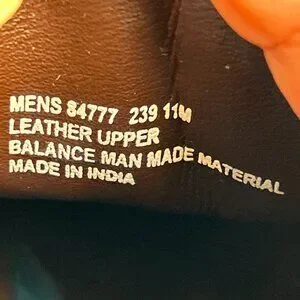 MENS 84777 239 11M
LEATHER UPPER
BALANCE MAN MADE MATERIAL
MADE IN INDIA